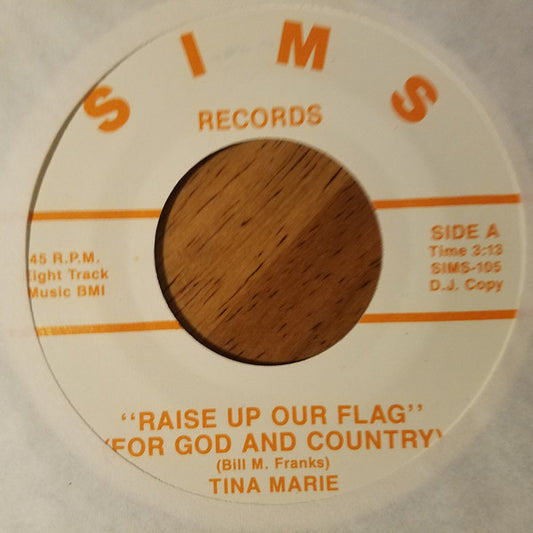 SIMS
RECORDS
45 R.P.M.
Eight Track
Music BMI
SIDE A
Time 3:13
SIMS-105
D.J. Copy
"RAISE UP OUR FLAG"
(FOR GOD AND COUNTRY)
(Bill M. Franks)
TINA MARIE